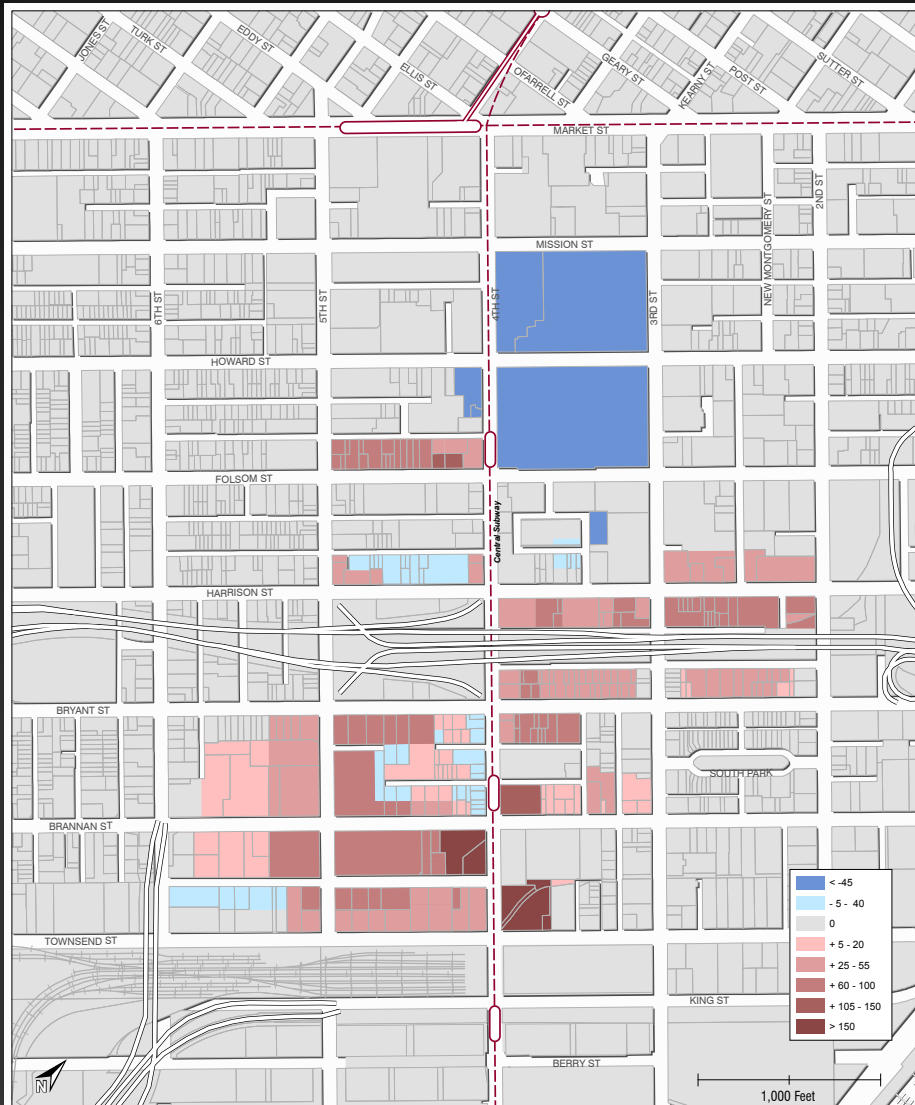 JONES ST
TURK ST
EDDY ST
ELLIS ST
OFARRELL ST
GEARY ST
KEARNY ST
POST ST
SUTTER ST
MARKET ST
2ND ST
NEW MONTGOMERY ST
MISSION ST
6TH ST
5TH ST
4TH ST
3RD ST
HOWARD ST
FOLSOM ST
Central Subway
HARRISON ST
BRYANT ST
SOUTH PARK
BRANNAN ST
< -45
- 5 - 40
0
+ 5 - 20
+ 25 - 55
+ 60 - 100
+ 105 - 150
> 150
TOWNSEND ST
KING ST
BERRY ST
N
1,000 Feet